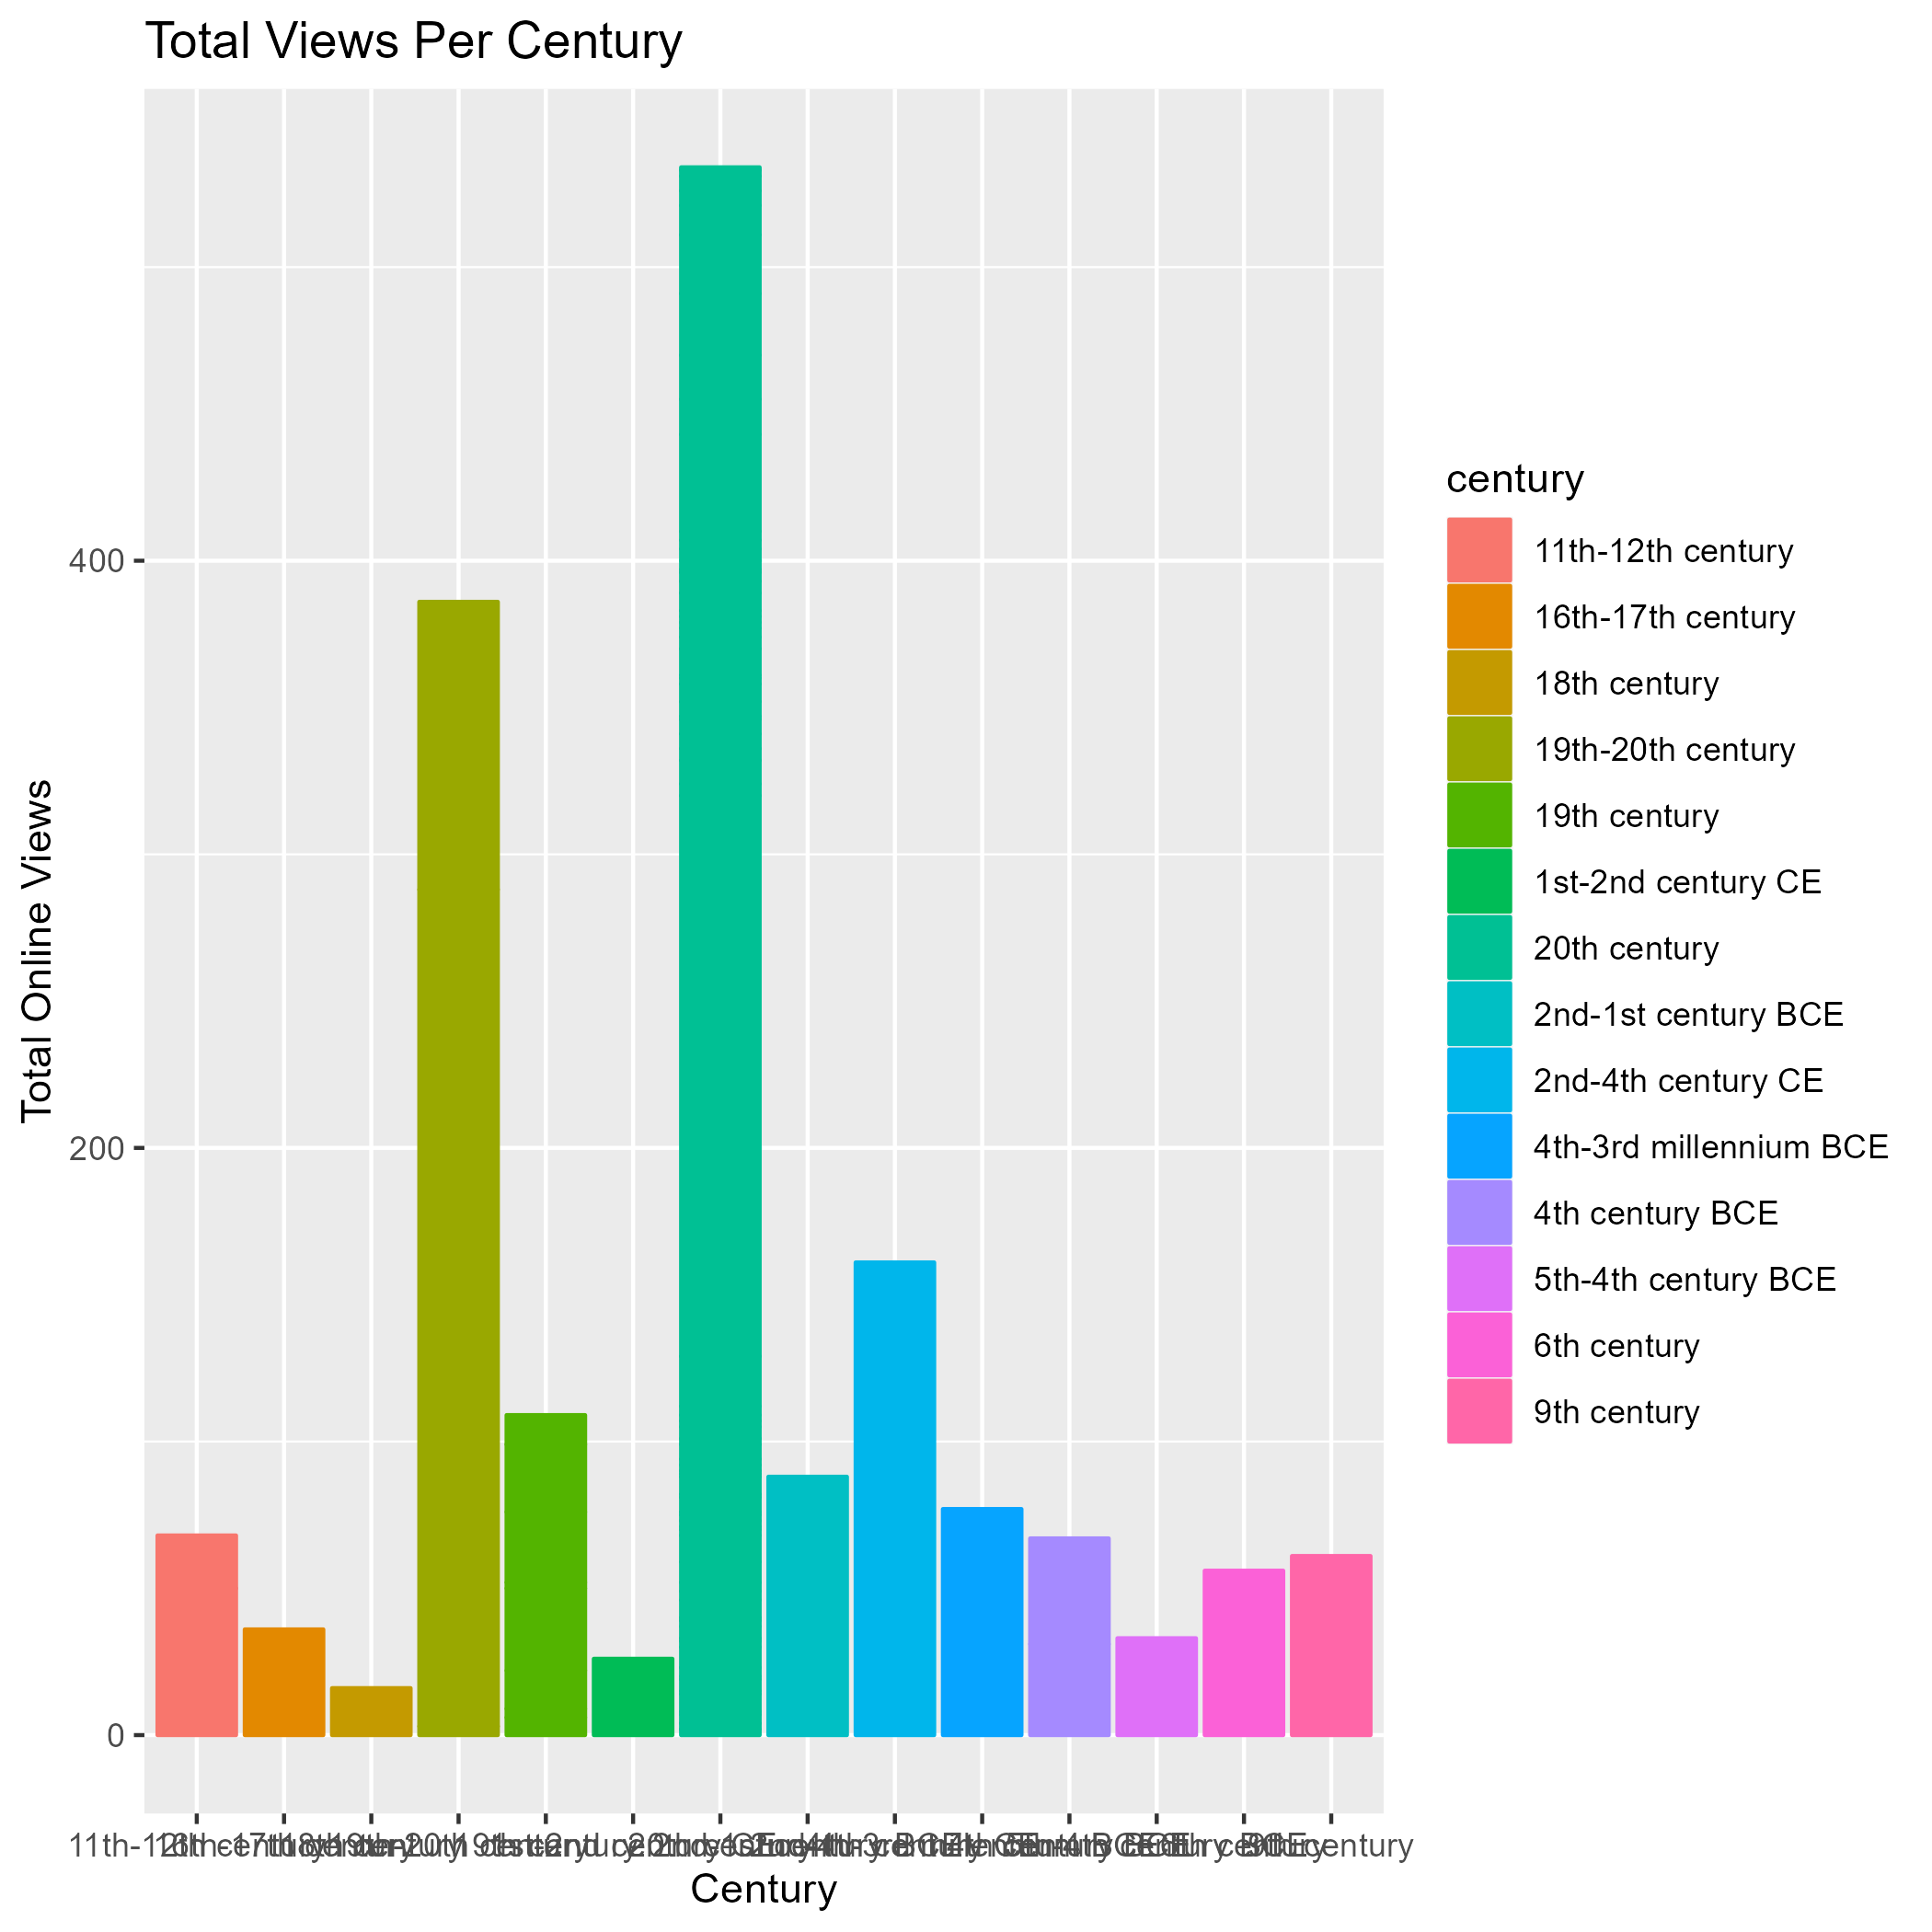 Total Views Per Century
Total Online Views
400
200
0
Century
century
11th-12th century
16th-17th century
18th century
19th-20th century
19th century
1st-2nd century CE
20th century
2nd-1st century BCE
2nd-4th century CE
4th-3rd millennium BCE
4th century BCE
5th-4th century BCE
6th century
9th century